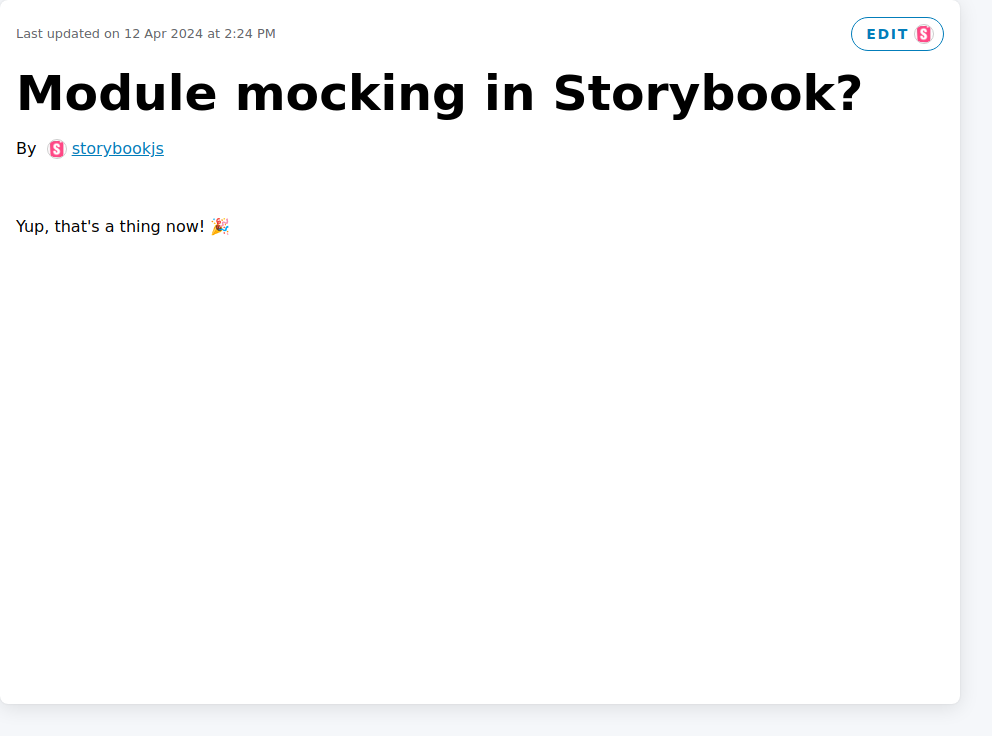 Last updated on 12 Apr 2024 at 2:24 PM
EDIT
Module mocking in Storybook?
By storybookjs
Yup, that's a thing now! 🎉